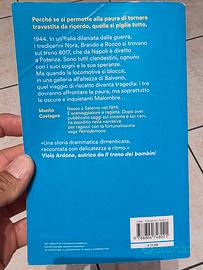 Perché se si permette alla paura di tornare
travestita da ricordo, quella si piglia tutto.
1944. In un'Italia dilaniata dalla guerra,
i tredicenni Nora, Brando e Rocco si trovano
sul treno 8017, che da Napoli è diretto
a Potenza. Sono tutti clandestini, ognuno
con i suoi sogni e le sue speranze.
Ma quando la locomotiva si blocca,
in una galleria all'altezza di Balvano,
quel viaggio di riscatto diventa tragedia: i tre
dovranno affrontare la paura, ma soprattutto
le oscure e inquietanti Malombre...
Manlio
Castagna
Nasce a Salerno nel 1974.
È sceneggiatore e regista. Dopo aver
pubblicato saggi sul cinema e sui cani,
ha esordito nella narrativa
per ragazzi con la fortunatissima
saga Petrademone.
"Una storia drammatica dimenticata,
raccontata con delicatezza e ritmo."
Viola Ardone, autrice de Il treno dei bambini